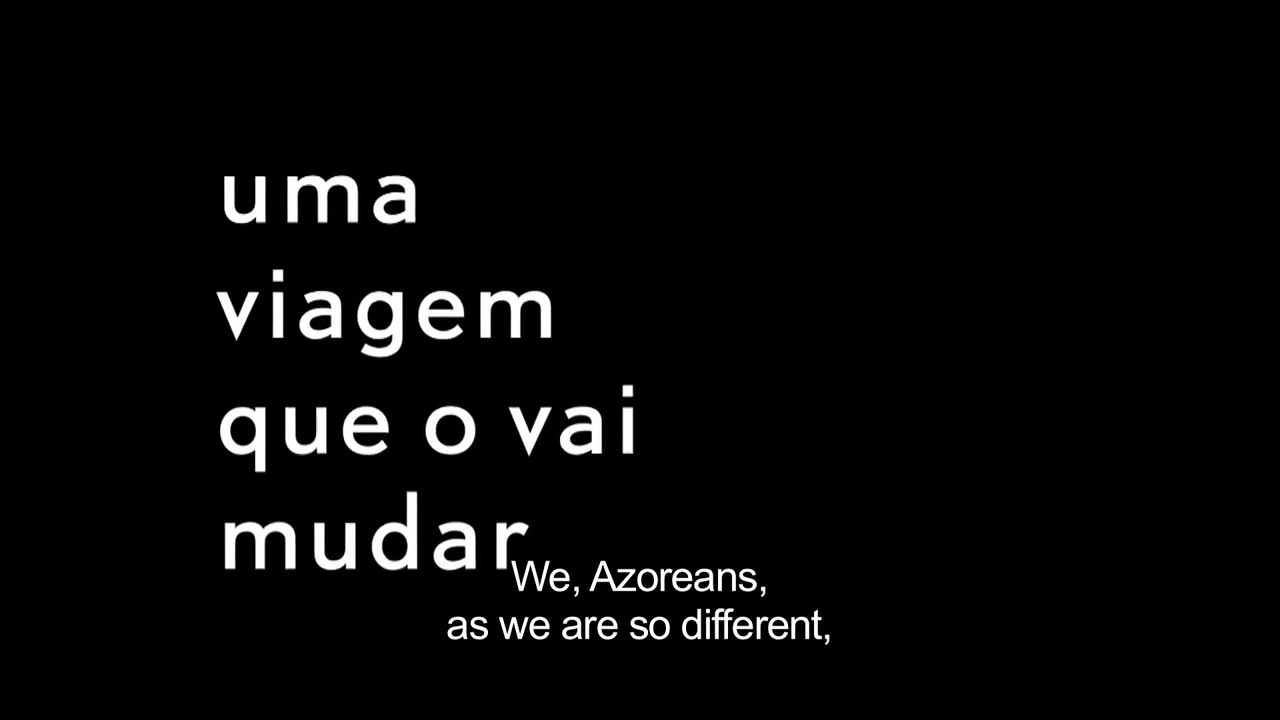 uma
viagem
que o vai
mudar
We, Azoreans,
as we are so different,